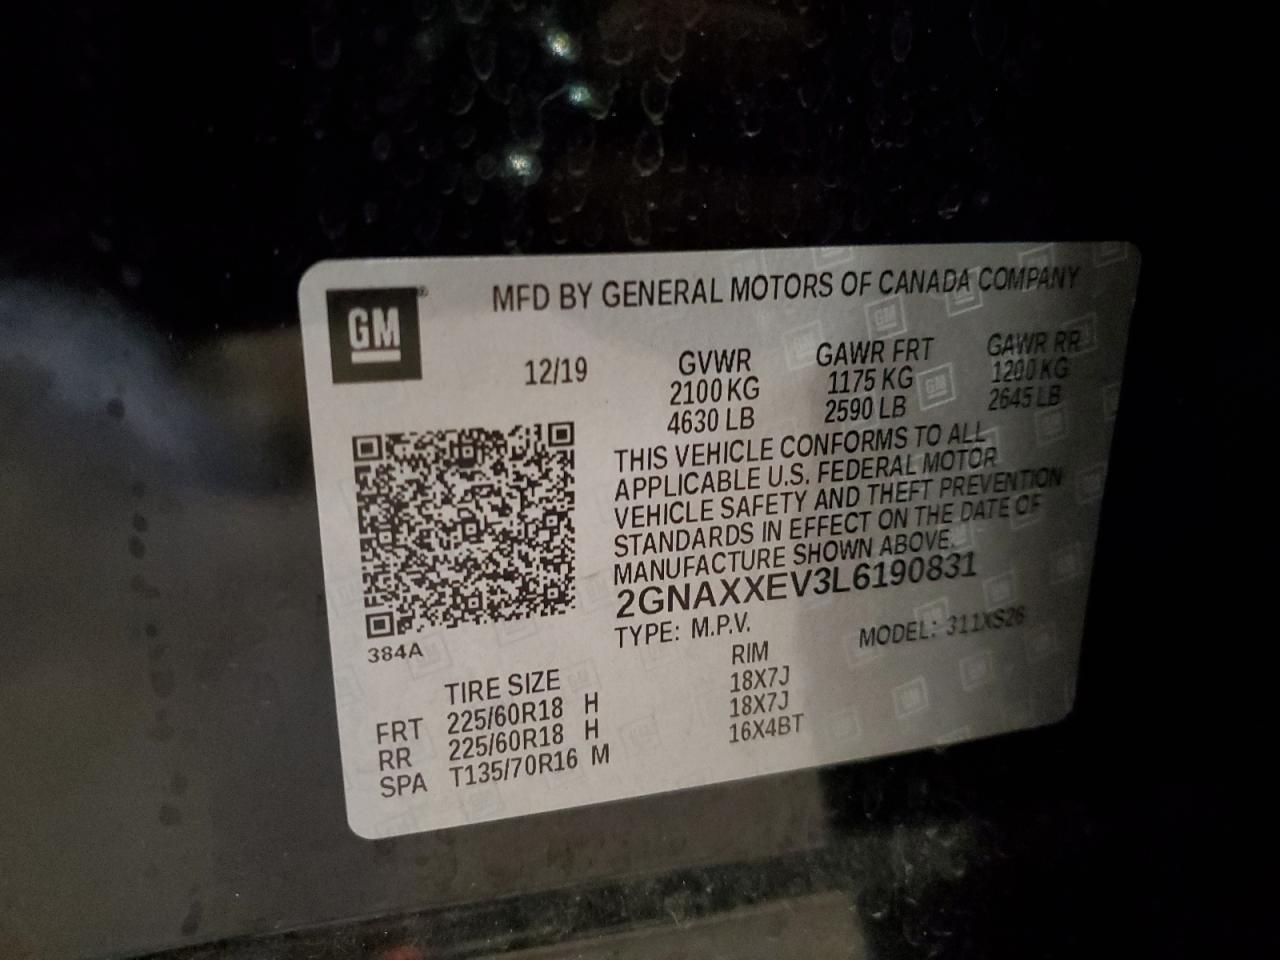 GM®
MFD BY GENERAL MOTORS OF CANADA COMPANY
12/19
GVWR GAWR FRT GAWR RR
2100 KG 1175 KG 1200 KG
4630 LB 2590 LB 2645 LB
THIS VEHICLE CONFORMS TO ALL
APPLICABLE U.S. FEDERAL MOTOR
VEHICLE SAFETY AND THEFT PREVENTION
STANDARDS IN EFFECT ON THE DATE OF
MANUFACTURE SHOWN ABOVE.
2GNAXXEV3L6190831
TYPE: M.P.V. MODEL: 311XS26
384A
TIRE SIZE RIM
FRT 225/60R18 H 18X7J
RR 225/60R18 H 18X7J
SPA T135/70R16 M 16X4BT